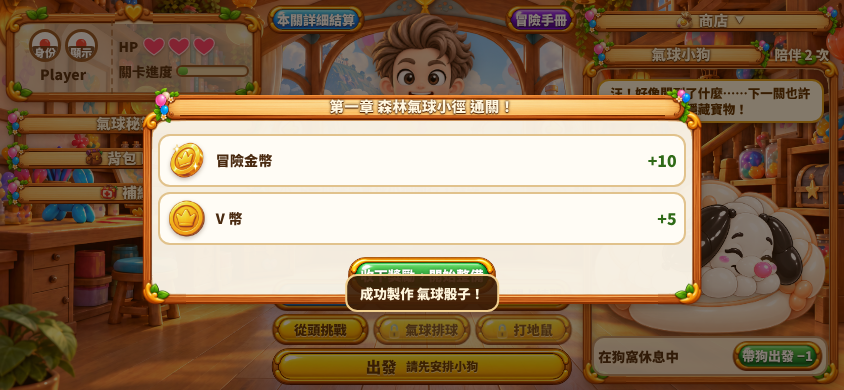 本關詳細結算
冒險手冊
商店 ▼
身份
顯示
Player
HP
關卡進度
氣球小狗
陪伴 2 次
汪！好像聞到了什麼……下一關也許
藏寶物！
第一章 森林氣球小徑 通關！
氣球秘
背包
補給
冒險金幣
+10
V 幣
+5
成功製作 氣球骰子！
從頭挑戰
氣球排球
打地鼠
出發 請先安排小狗
在狗窩休息中
帶狗出發 −1